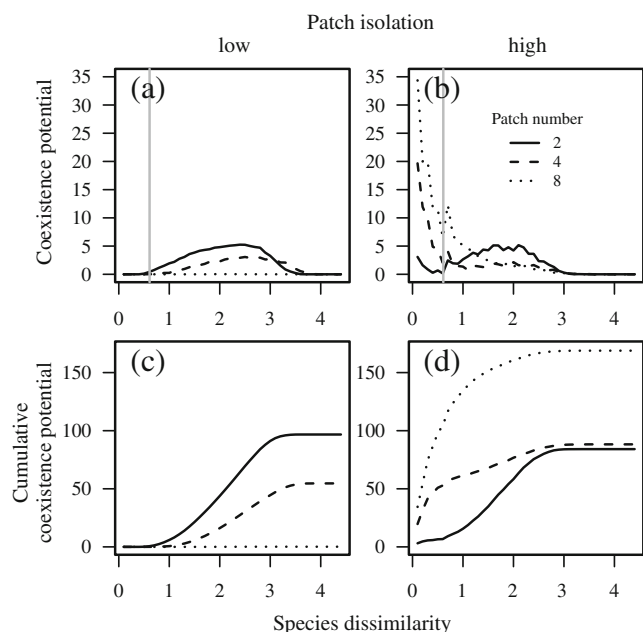 Patch isolation
low high
(a) (b)
Coexistence potential
35
30
25
20
15
10
5
0
0 1 2 3 4
35
30
25
20
15
10
5
0
0 1 2 3 4
Patch number
2
4
8
(c) (d)
Cumulative
coexistence potential
150
100
50
0
0 1 2 3 4
150
100
50
0
0 1 2 3 4
Species dissimilarity